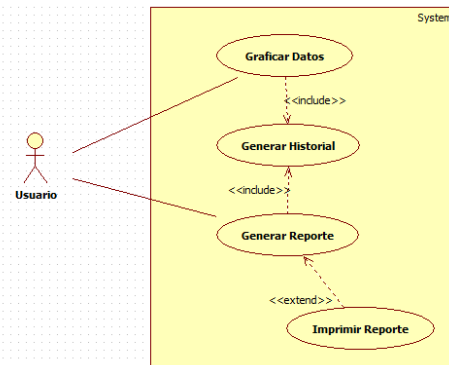 System
Graficar Datos
<<include>>
Generar Historial
Usuario
<<include>>
Generar Reporte
<<extend>>
Imprimir Reporte